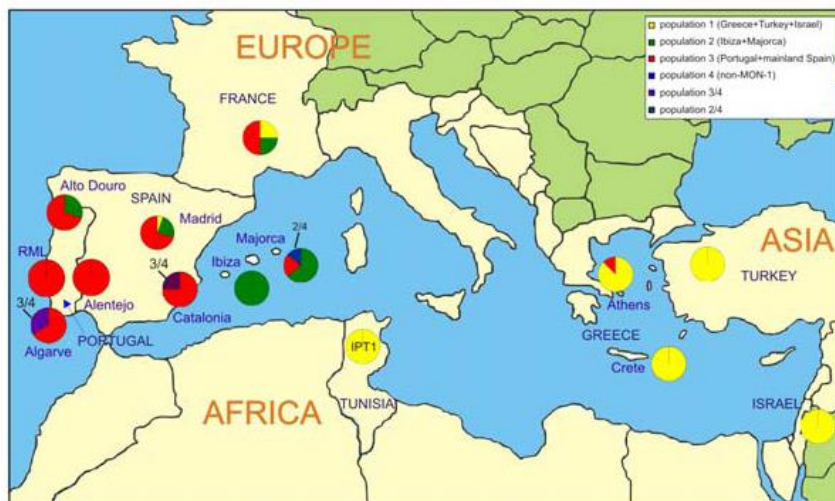 EUROPE
FRANCE
population 1 (Greece+Turkey+Israel)
population 2 (Ibiza+Majorca)
population 3 (Portugal+mainland Spain)
population 4 (non-MON-1)
population 3/4
population 2/4
Alto Douro
SPAIN
Madrid
RML
Majorca
2/4
Ibiza
3/4
ASIA
TURKEY
3/4
Alentejo
Catalonia
Athens
Algarve
PORTUGAL
GREECE
IPT1
Crete
AFRICA
TUNISIA
ISRAEL